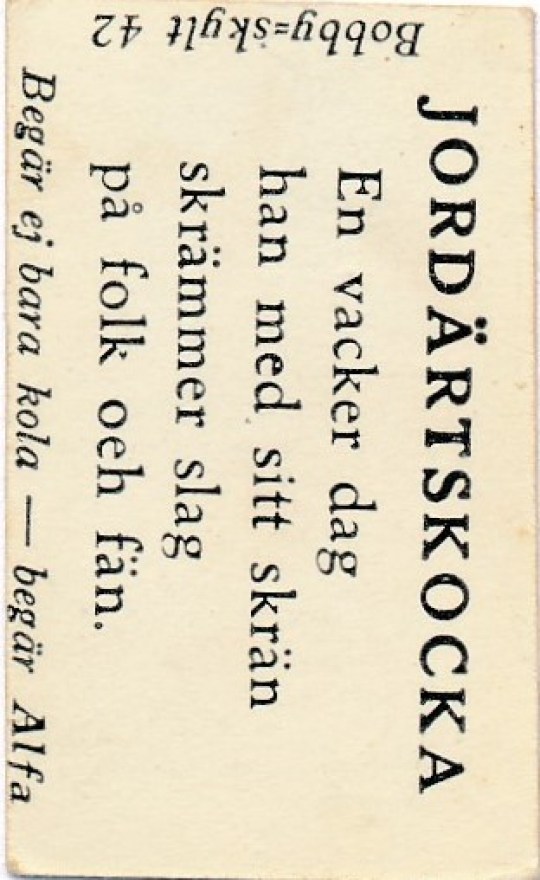 JORDÄRTSKOCKA
En vacker dag
han med sitt skrän
skrämmer slag
på folk oeh fän.
Begär ej bara kola — begär Alfa
Bobby=skylt 42